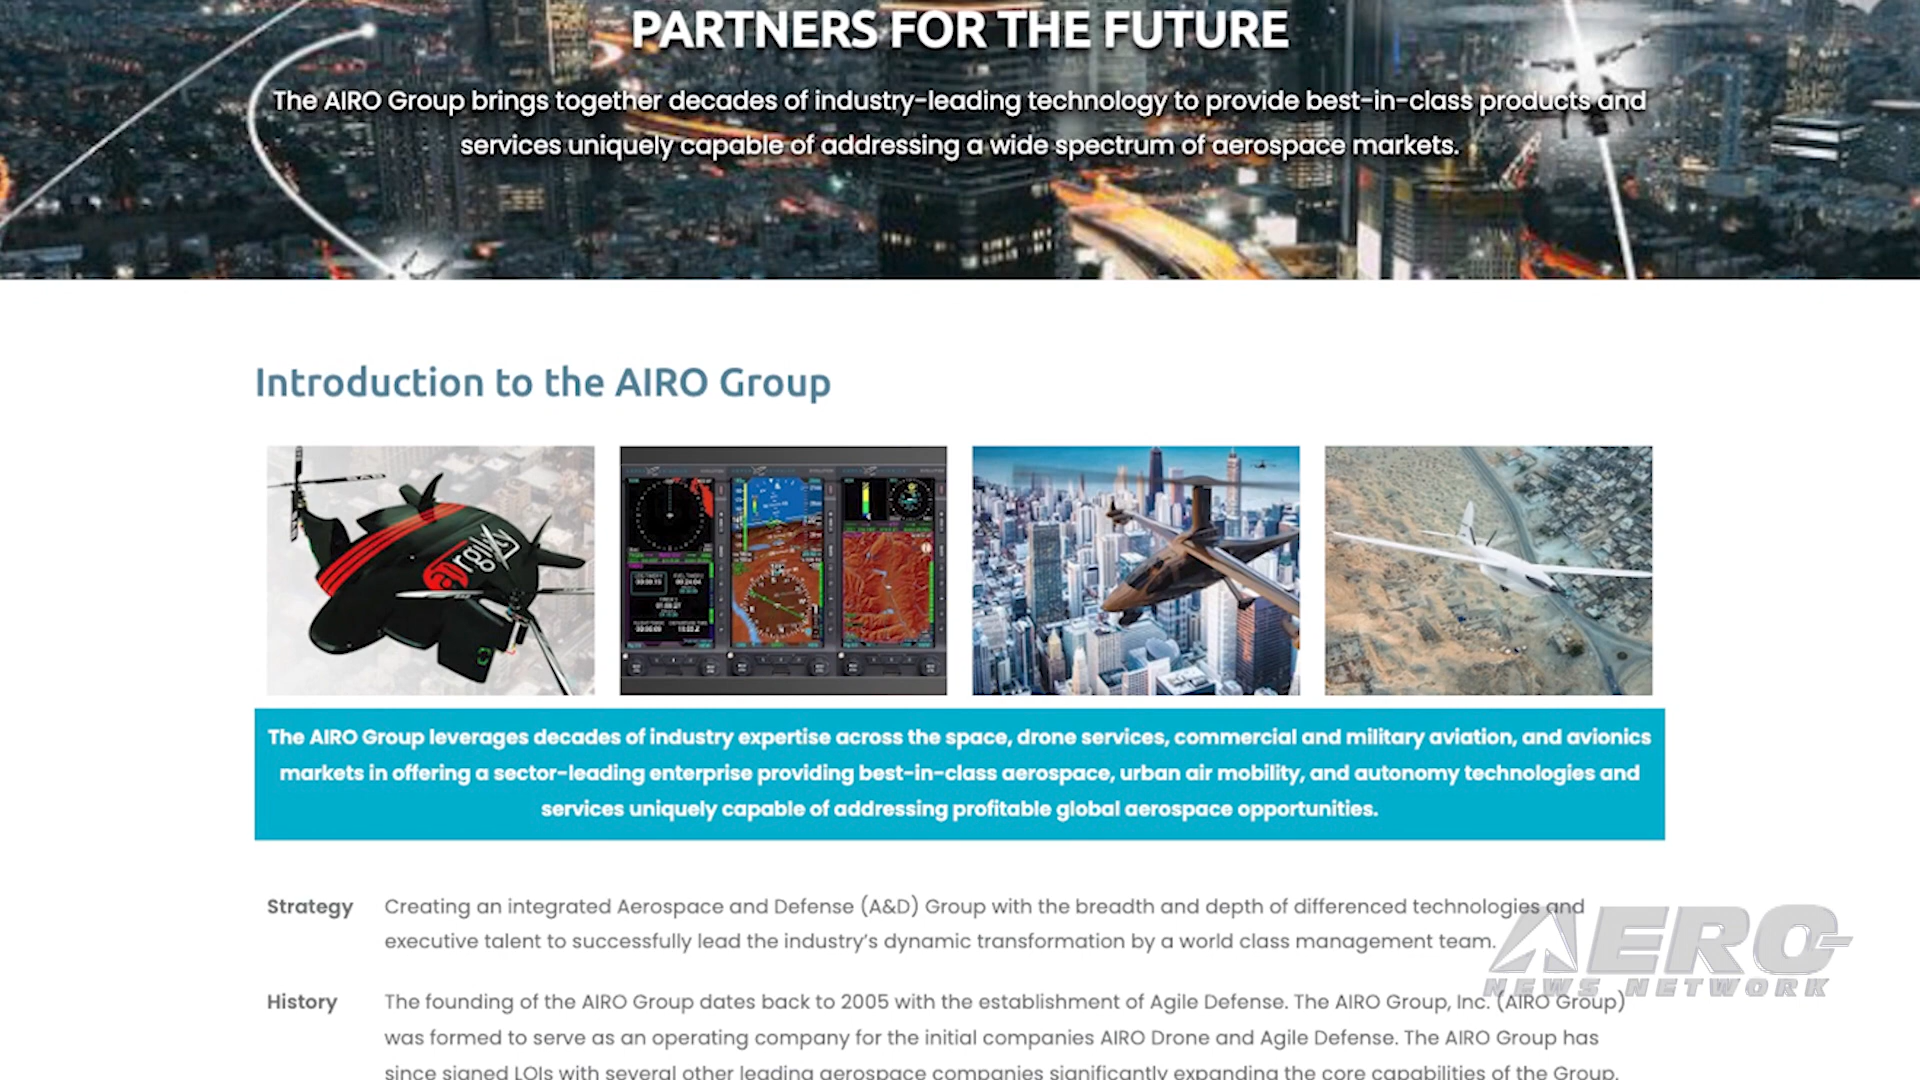 PARTNERS FOR THE FUTURE
The AIRO Group brings together decades of industry-leading technology to provide best-in-class products and
services uniquely capable of addressing a wide spectrum of aerospace markets.
Introduction to the AIRO Group
The AIRO Group leverages decades of industry expertise across the space, drone services, commercial and military aviation, and avionics
markets in offering a sector-leading enterprise providing best-in-class aerospace, urban air mobility, and autonomy technologies and
services uniquely capable of addressing profitable global aerospace opportunities.
Strategy
Creating an integrated Aerospace and Defense (A&D) Group with the breadth and depth of differenced technologies and
executive talent to successfully lead the industry's dynamic transformation by a world class management team.
History
The founding of the AIRO Group dates back to 2005 with the establishment of Agile Defense. The AIRO Group, Inc. (AIRO Group)
was formed to serve as an operating company for the initial companies AIRO Drone and Agile Defense. The AIRO Group has
since signed LOIs with several other leading aerospace companies significantly expanding the core capabilities of the Group.
AERO
NEWS NETWORK